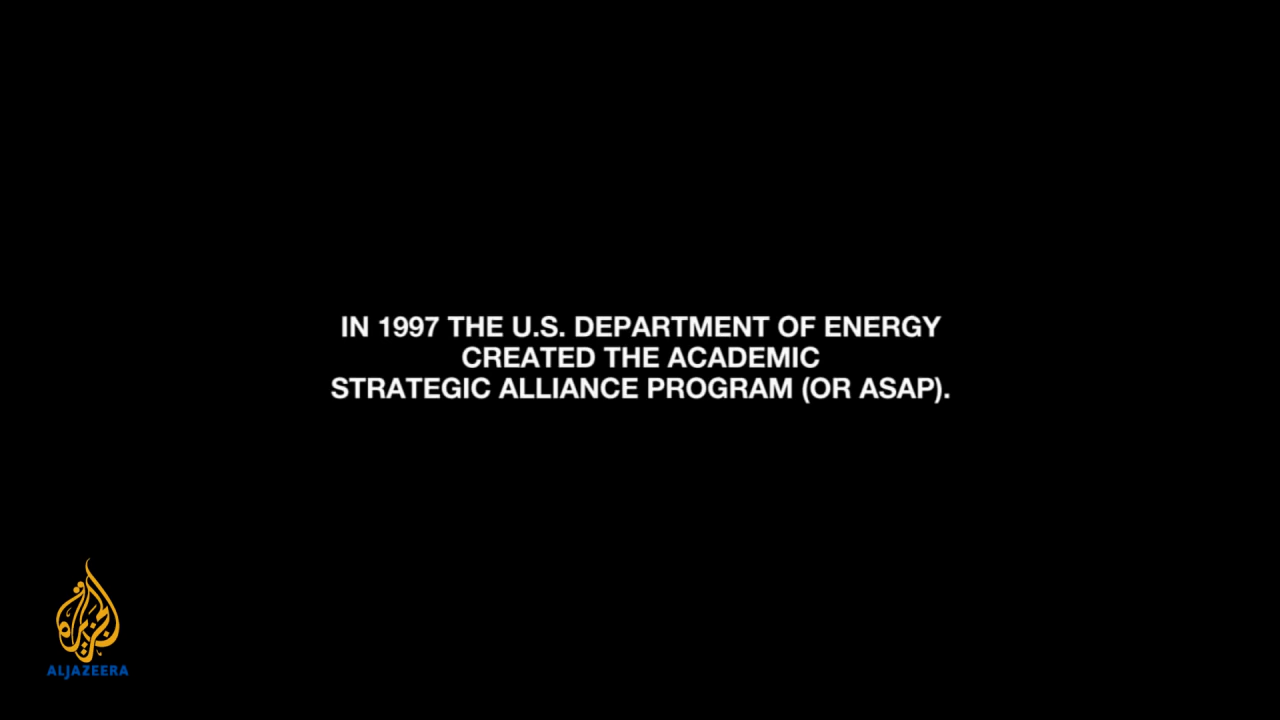 IN 1997 THE U.S. DEPARTMENT OF ENERGY
CREATED THE ACADEMIC
STRATEGIC ALLIANCE PROGRAM (OR ASAP).
الجزيرة
ALJAZEERA